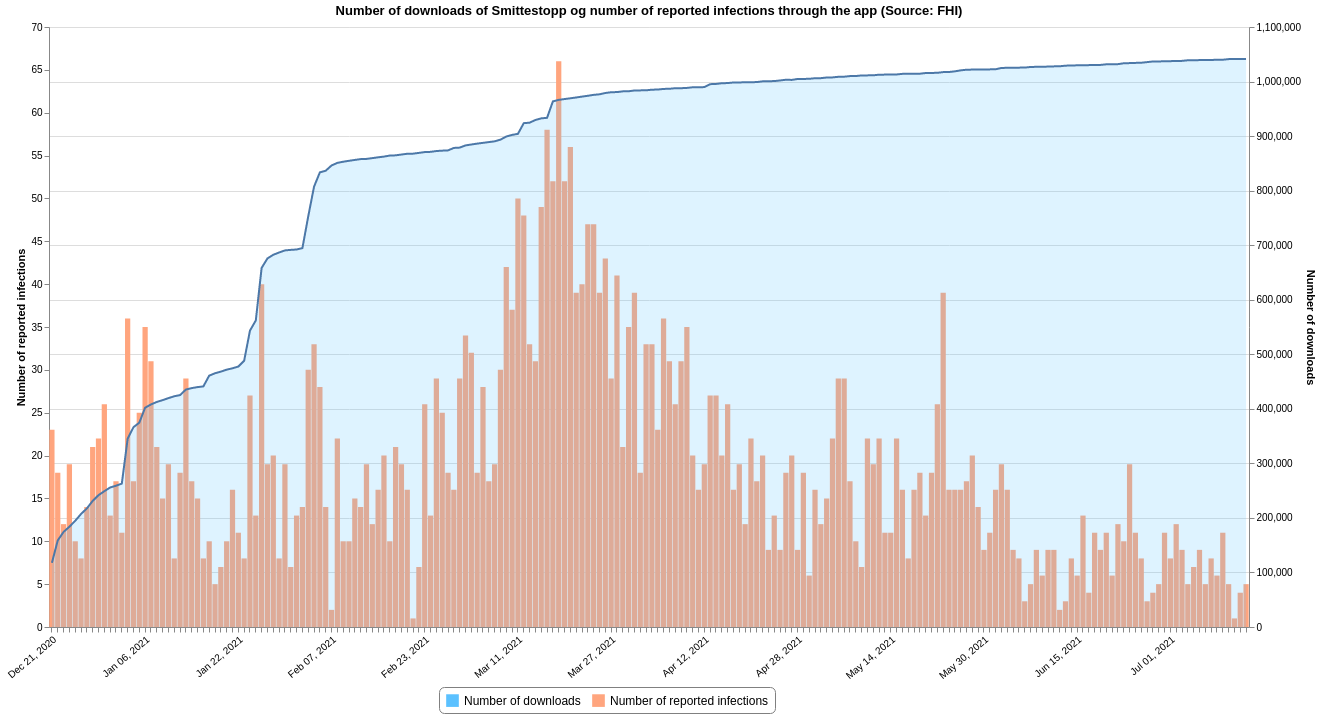 Number of downloads of Smittestopp og number of reported infections through the app (Source: FHI)
70
65
60
55
50
45
40
35
30
25
20
15
10
5
0
Number of reported infections
1,100,000
1,000,000
900,000
800,000
700,000
600,000
500,000
400,000
300,000
200,000
100,000
0
Number of downloads
Dec 21, 2020
Jan 06, 2021
Jan 22, 2021
Feb 07, 2021
Feb 23, 2021
Mar 11, 2021
Mar 27, 2021
Apr 12, 2021
Apr 28, 2021
May 14, 2021
May 30, 2021
Jun 15, 2021
Jul 01, 2021
Number of downloads
Number of reported infections